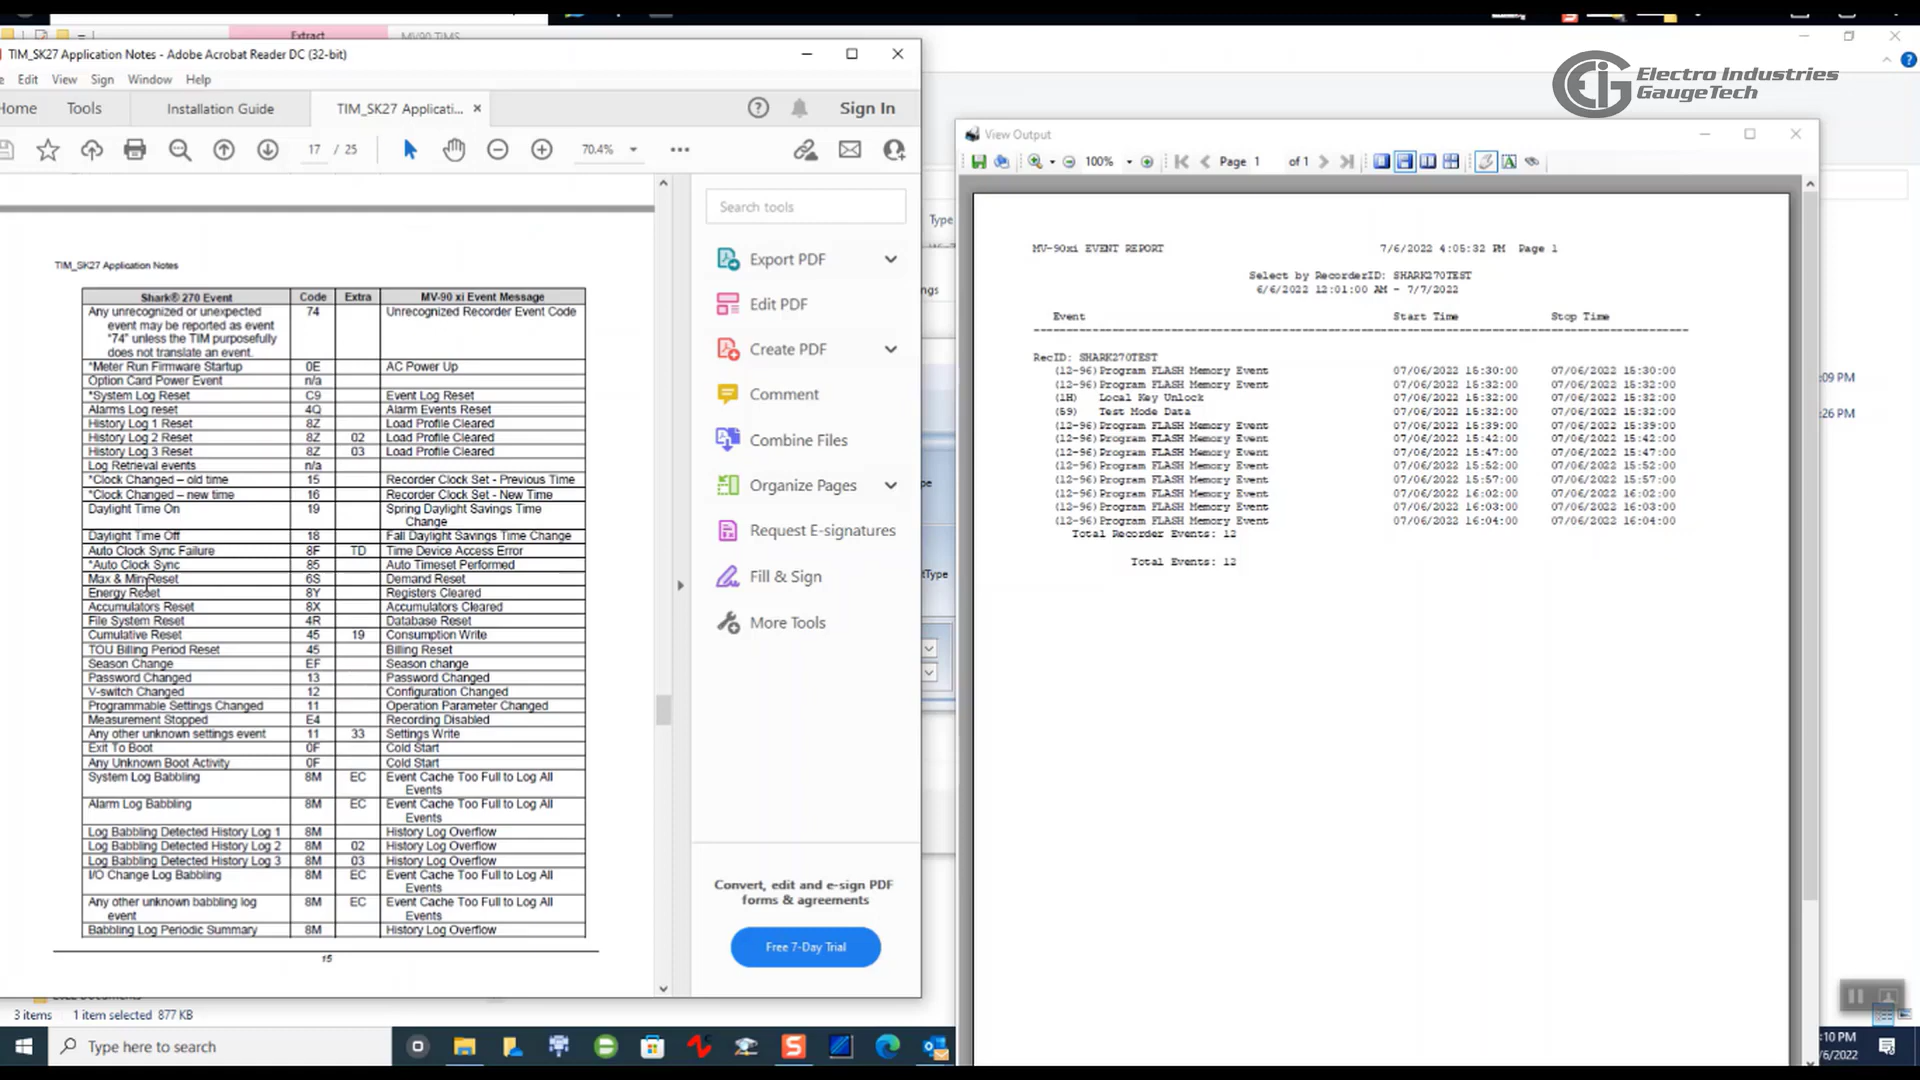 Extract
MV90 TIMS
TIM_SK27 Application Notes - Adobe Acrobat Reader DC (32-bit)
Edit View Sign Window Help
Home Tools Installation Guide TIM_SK27 Applicati... × Sign In
17 / 25 70.4%
TIM_SK27 Application Notes
Shark® 270 Event Code Extra MV-90 xi Event Message
Any unrecognized or unexpected 74 Unrecognized Recorder Event Code
event may be reported as event
"74" unless the TIM purposefully
does not translate an event.
*Meter Run Firmware Startup 0E AC Power Up
Option Card Power Event n/a
*System Log Reset C9 Event Log Reset
Alarms Log reset 4Q Alarm Events Reset
History Log 1 Reset 8Z Load Profile Cleared
History Log 2 Reset 8Z 02 Load Profile Cleared
History Log 3 Reset 8Z 03 Load Profile Cleared
Log Retrieval events n/a
*Clock Changed – old time 15 Recorder Clock Set - Previous Time
*Clock Changed – new time 16 Recorder Clock Set - New Time
Daylight Time On 19 Spring Daylight Savings Time
Change
Daylight Time Off 18 Fall Daylight Savings Time Change
Auto Clock Sync Failure 8F TD Time Device Access Error
*Auto Clock Sync 85 Auto Timeset Performed
Max & Min Reset 6S Demand Reset
Energy Reset 8Y Registers Cleared
Accumulators Reset 8X Accumulators Cleared
File System Reset 4R Database Reset
Cumulative Reset 45 19 Consumption Write
TOU Billing Period Reset 45 Billing Reset
Season Change EF Season change
Password Changed 13 Password Changed
V-switch Changed 12 Configuration Changed
Programmable Settings Changed 11 Operation Parameter Changed
Measurement Stopped E4 Recording Disabled
Any other unknown settings event 11 33 Settings Write
Exit To Boot 0F Cold Start
Any Unknown Boot Activity 0F Cold Start
System Log Babbling 8M EC Event Cache Too Full to Log All
Events
Alarm Log Babbling 8M EC Event Cache Too Full to Log All
Events
Log Babbling Detected History Log 1 8M History Log Overflow
Log Babbling Detected History Log 2 8M 02 History Log Overflow
Log Babbling Detected History Log 3 8M 03 History Log Overflow
I/O Change Log Babbling 8M EC Event Cache Too Full to Log All
Events
Any other unknown babbling log 8M EC Event Cache Too Full to Log All
event Events
Babbling Log Periodic Summary 8M History Log Overflow
15
Search tools
Export PDF
Edit PDF
Create PDF
Comment
Combine Files
Organize Pages
Request E-signatures
Fill & Sign
More Tools
Convert, edit and e-sign PDF
forms & agreements
Free 7-Day Trial
3 items 1 item selected 877 KB
Type here to search
EIG Electro Industries
GaugeTech
Type
View Output
100% Page 1 of 1
MV-90xi EVENT REPORT 7/6/2022 4:05:32 PM Page 1
Select by RecorderID: SHARK270TEST
6/6/2022 12:01:00 AM - 7/7/2022
Event Start Time Stop Time
RecID: SHARK270TEST
(12-96)Program FLASH Memory Event 07/06/2022 15:30:00 07/06/2022 15:30:00
(12-96)Program FLASH Memory Event 07/06/2022 15:32:00 07/06/2022 15:32:00
(1H) Local Key Unlock 07/06/2022 15:32:00 07/06/2022 15:32:00
(59) Test Mode Data 07/06/2022 15:32:00 07/06/2022 15:32:00
(12-96)Program FLASH Memory Event 07/06/2022 15:39:00 07/06/2022 15:39:00
(12-96)Program FLASH Memory Event 07/06/2022 15:42:00 07/06/2022 15:42:00
(12-96)Program FLASH Memory Event 07/06/2022 15:47:00 07/06/2022 15:47:00
(12-96)Program FLASH Memory Event 07/06/2022 15:52:00 07/06/2022 15:52:00
(12-96)Program FLASH Memory Event 07/06/2022 15:57:00 07/06/2022 15:57:00
(12-96)Program FLASH Memory Event 07/06/2022 16:02:00 07/06/2022 16:02:00
(12-96)Program FLASH Memory Event 07/06/2022 16:03:00 07/06/2022 16:03:00
(12-96)Program FLASH Memory Event 07/06/2022 16:04:00 07/06/2022 16:04:00
Total Recorder Events: 12
Total Events: 12
:09 PM
:26 PM
:10 PM
/6/2022